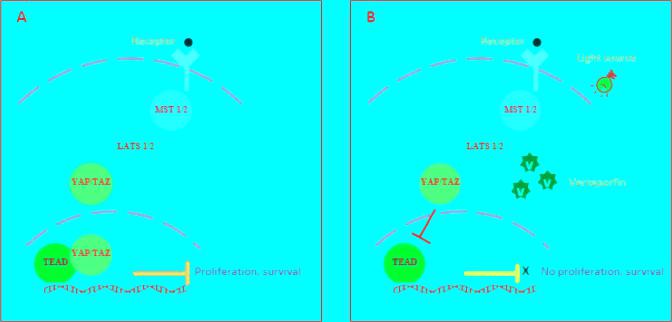 A
Receptor
MST 1/2
LATS 1/2
YAP/TAZ
YAP/TAZ
TEAD
Proliferation, survival
B
Receptor
Light source
MST 1/2
LATS 1/2
YAP/TAZ
V
V
V
Verteporfin
TEAD
X
No proliferation, survival